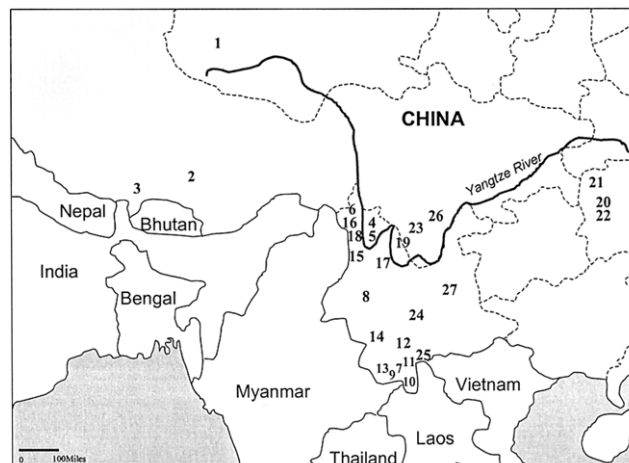 1
CHINA
Yangtze River
2
3
21
20
22
Nepal
Bhutan
6
16
4
18
5
19
23
26
15
17
India
Bengal
8
27
24
14
12
25
13
9
7
11
10
Myanmar
Vietnam
Laos
Thailand
0 100Miles